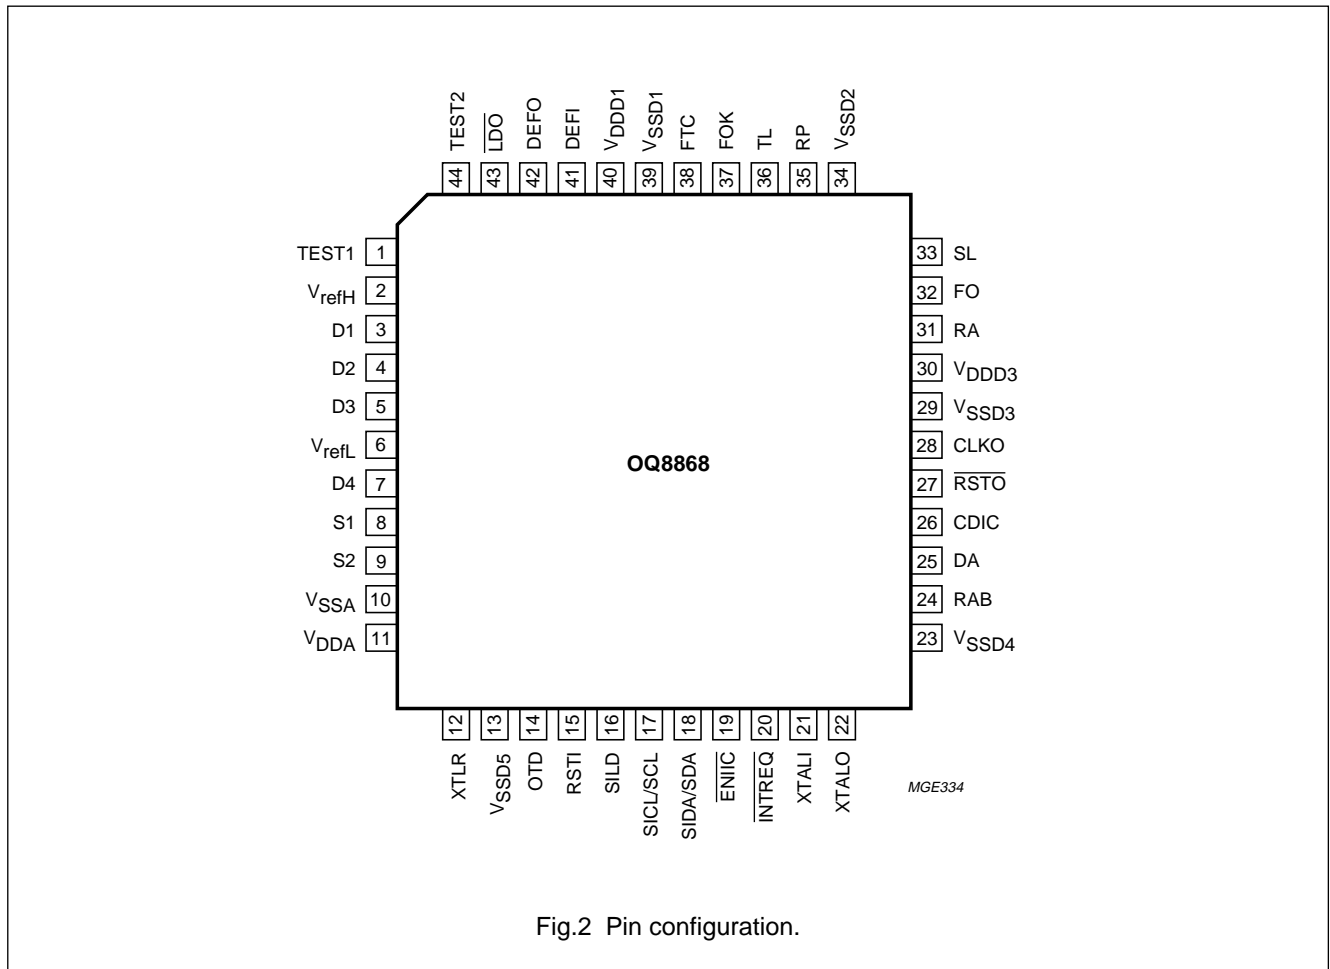 TEST2 LDO DEFO DEFI VDDD1 VSSD1 FTC FOK TL RP VSSD2
44 43 42 41 40 39 38 37 36 35 34
TEST1 1
VrefH 2
D1 3
D2 4
D3 5
VrefL 6
D4 7
S1 8
S2 9
VSSA 10
VDDA 11
OQ8868
33 SL
32 FO
31 RA
30 VDDD3
29 VSSD3
28 CLKO
27 RSTO
26 CDIC
25 DA
24 RAB
23 VSSD4
12 13 14 15 16 17 18 19 20 21 22
XTLR VSSD5 OTD RSTI SILD SICL/SCL SIDA/SDA ENIIC INTREQ XTALI XTALO
MGE334
Fig.2 Pin configuration.